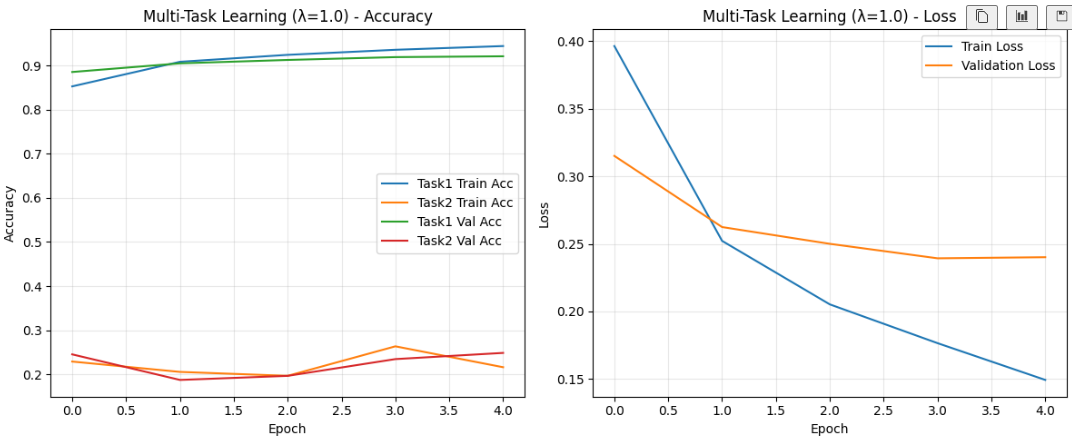 Multi-Task Learning (λ=1.0) - Accuracy
Accuracy
0.9
0.8
0.7
0.6
0.5
0.4
0.3
0.2
Task1 Train Acc
Task2 Train Acc
Task1 Val Acc
Task2 Val Acc
0.0 0.5 1.0 1.5 2.0 2.5 3.0 3.5 4.0
Epoch
Multi-Task Learning (λ=1.0) - Loss
Loss
0.40
0.35
0.30
0.25
0.20
0.15
Train Loss
Validation Loss
0.0 0.5 1.0 1.5 2.0 2.5 3.0 3.5 4.0
Epoch